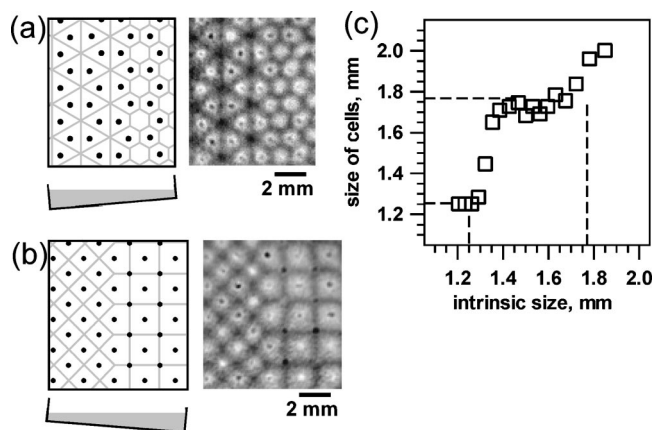 (a)
2 mm
(b)
2 mm
(c)
size of cells, mm
2.0
1.8
1.6
1.4
1.2
1.2 1.4 1.6 1.8 2.0
intrinsic size, mm